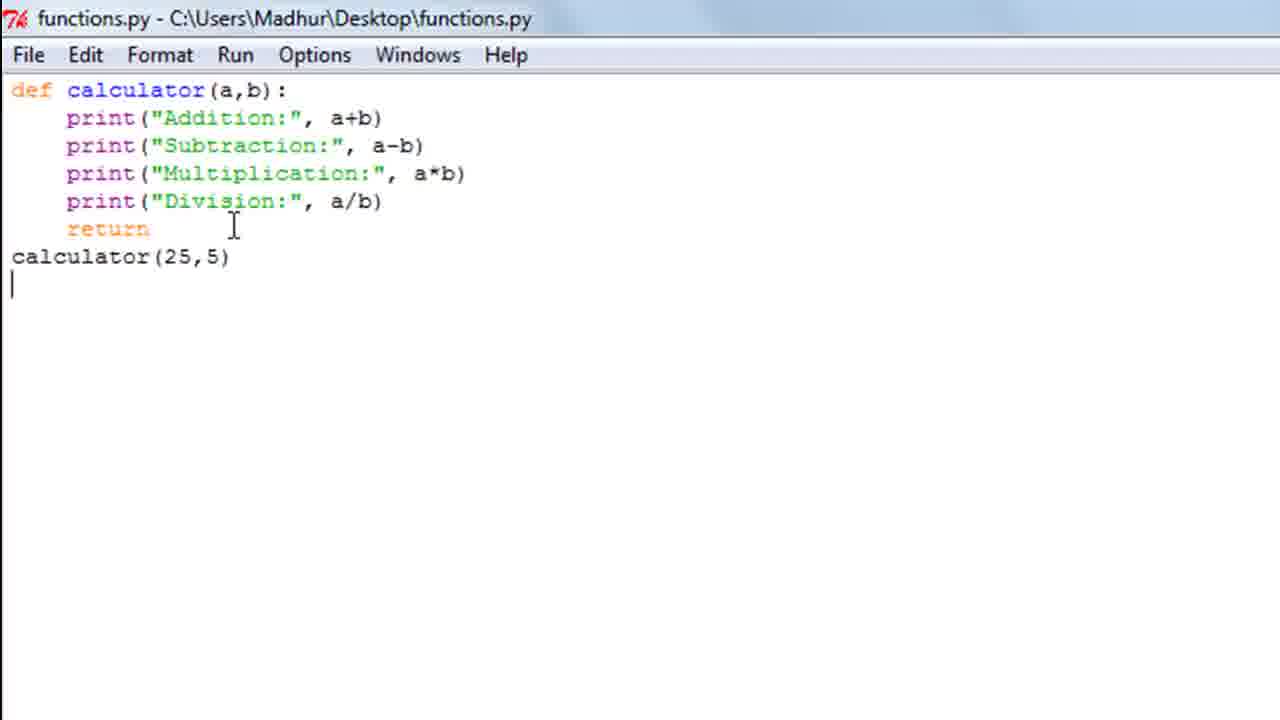 functions.py - C:\Users\Madhur\Desktop\functions.py
File Edit Format Run Options Windows Help
def calculator(a,b):
    print("Addition:", a+b)
    print("Subtraction:", a-b)
    print("Multiplication:", a*b)
    print("Division:", a/b)
    return
calculator(25,5)